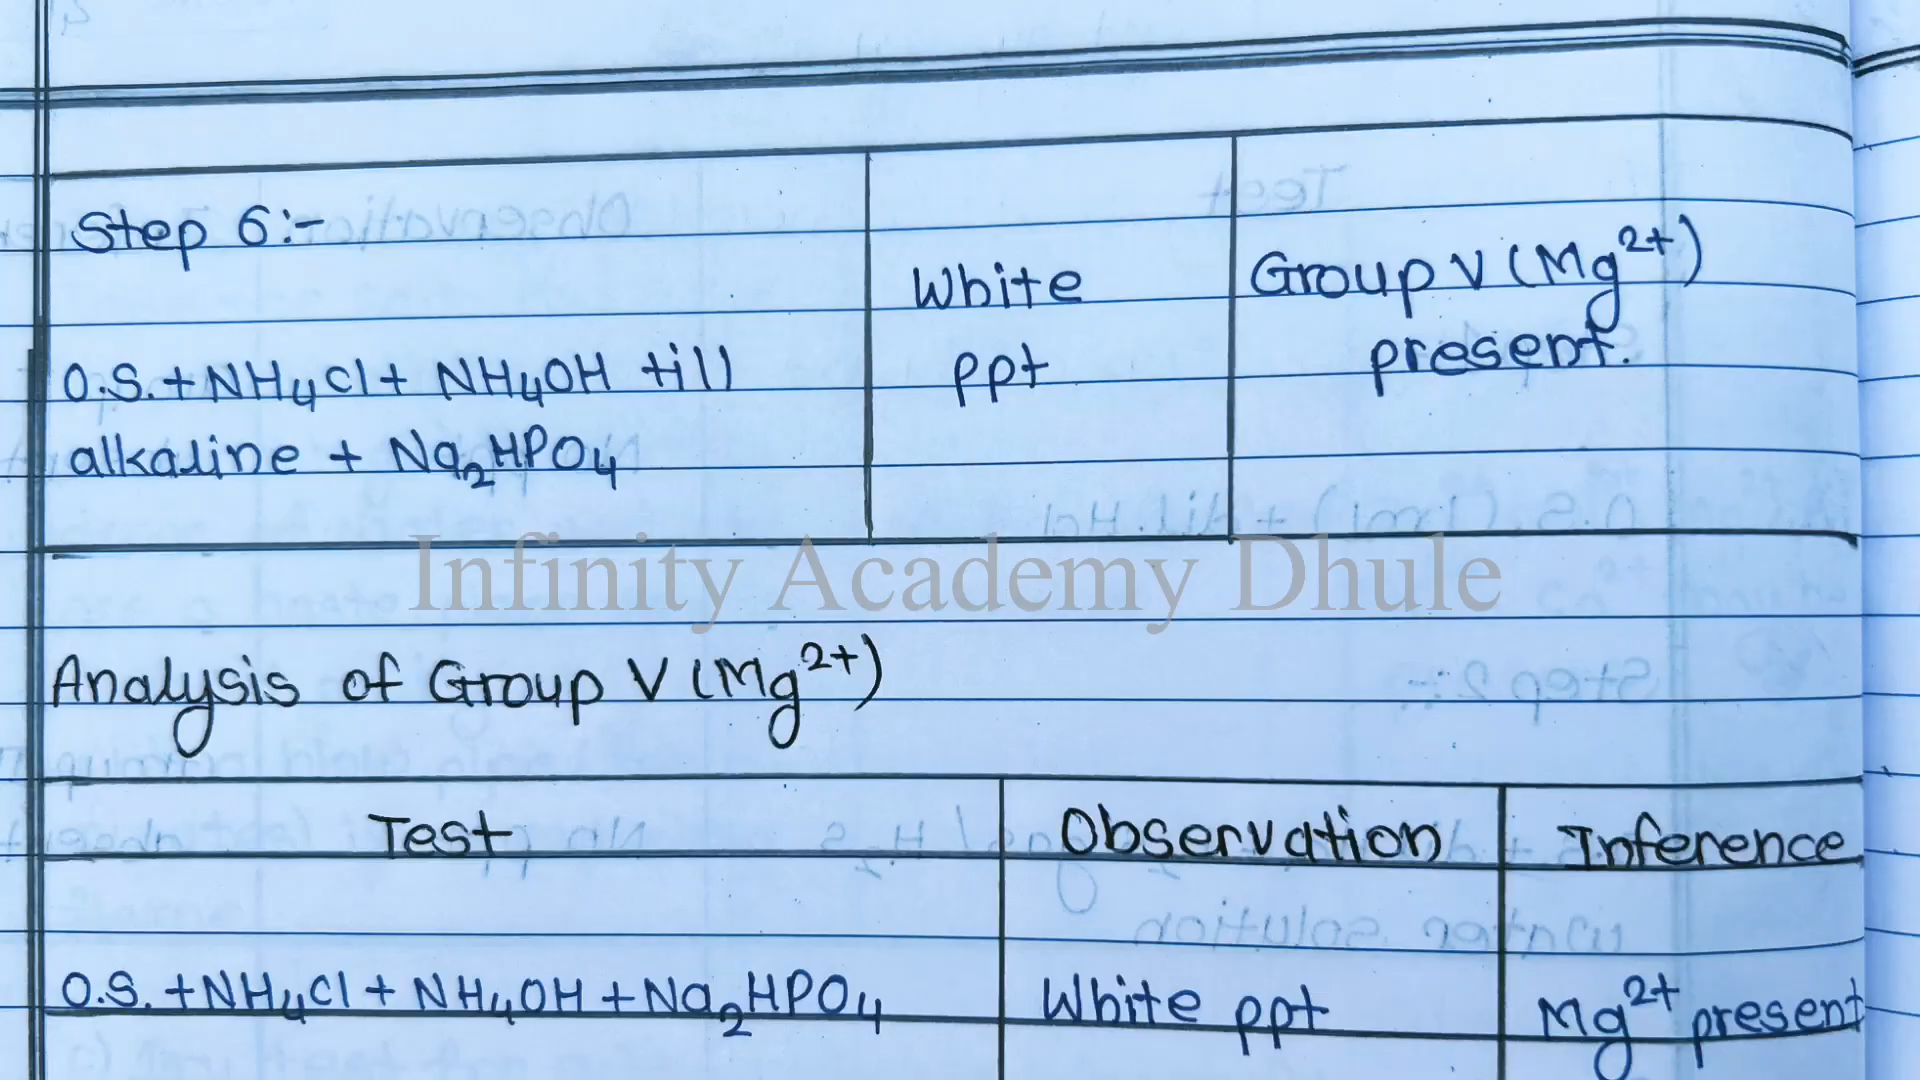 Step 6:-
O.S. + NH4Cl + NH4OH till
alkaline + Na2HPO4
White
ppt
Group V (Mg2+)
present.
Infinity Academy Dhule
Analysis of Group V (Mg2+)
Test Observation Inference
O.S. + NH4Cl + NH4OH + Na2HPO4 White ppt Mg2+ present